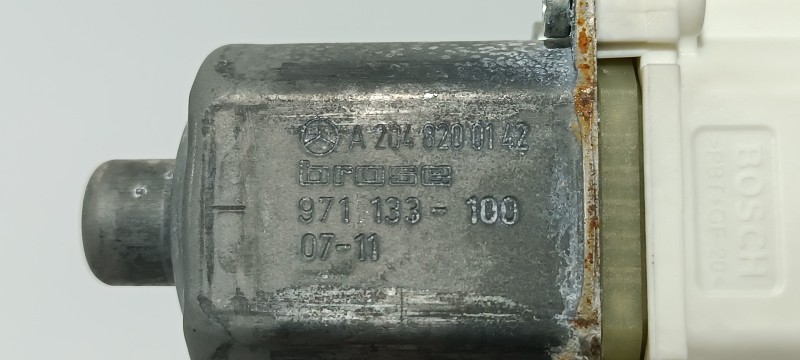 A 204 820 01 42
brose
971 133 - 100
07-11
BOSCH